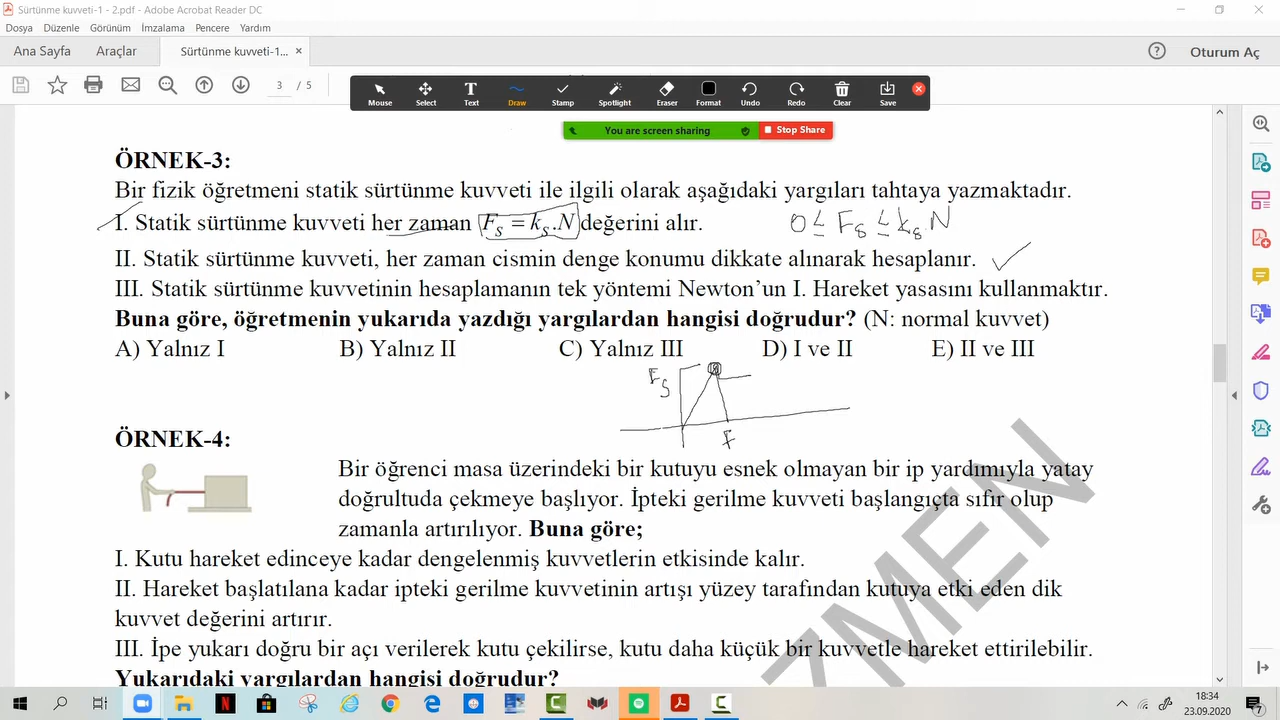 Sürtünme kuvveti-1 - 2.pdf - Adobe Acrobat Reader DC
Dosya Düzenle Görünüm İmzalama Pencere Yardım
Ana Sayfa Araçlar Sürtünme kuvveti-1... × Oturum Aç
3 / 5
Mouse Select Text Draw Stamp Spotlight Eraser Format Undo Redo Clear Save
You are screen sharing Stop Share
ÖRNEK-3:
Bir fizik öğretmeni statik sürtünme kuvveti ile ilgili olarak aşağıdaki yargıları tahtaya yazmaktadır.
I. Statik sürtünme kuvveti her zaman Fs = ks.N değerini alır. 0 ≤ Fs ≤ ks.N
II. Statik sürtünme kuvveti, her zaman cismin denge konumu dikkate alınarak hesaplanır.
III. Statik sürtünme kuvvetinin hesaplamanın tek yöntemi Newton’un I. Hareket yasasını kullanmaktır.
Buna göre, öğretmenin yukarıda yazdığı yargılardan hangisi doğrudur? (N: normal kuvvet)
A) Yalnız I B) Yalnız II C) Yalnız III D) I ve II E) II ve III
Fs
F
ÖRNEK-4:
Bir öğrenci masa üzerindeki bir kutuyu esnek olmayan bir ip yardımıyla yatay
doğrultuda çekmeye başlıyor. İpteki gerilme kuvveti başlangıçta sıfır olup
zamanla artırılıyor. Buna göre;
I. Kutu hareket edinceye kadar dengelenmiş kuvvetlerin etkisinde kalır.
II. Hareket başlatılana kadar ipteki gerilme kuvvetinin artışı yüzey tarafından kutuya etki eden dik
kuvvet değerini artırır.
III. İpe yukarı doğru bir açı verilerek kutu çekilirse, kutu daha küçük bir kuvvetle hareket ettirilebilir.
Yukarıdaki yargılardan hangisi doğrudur?
ZMEN
18:34
23.09.2020
7